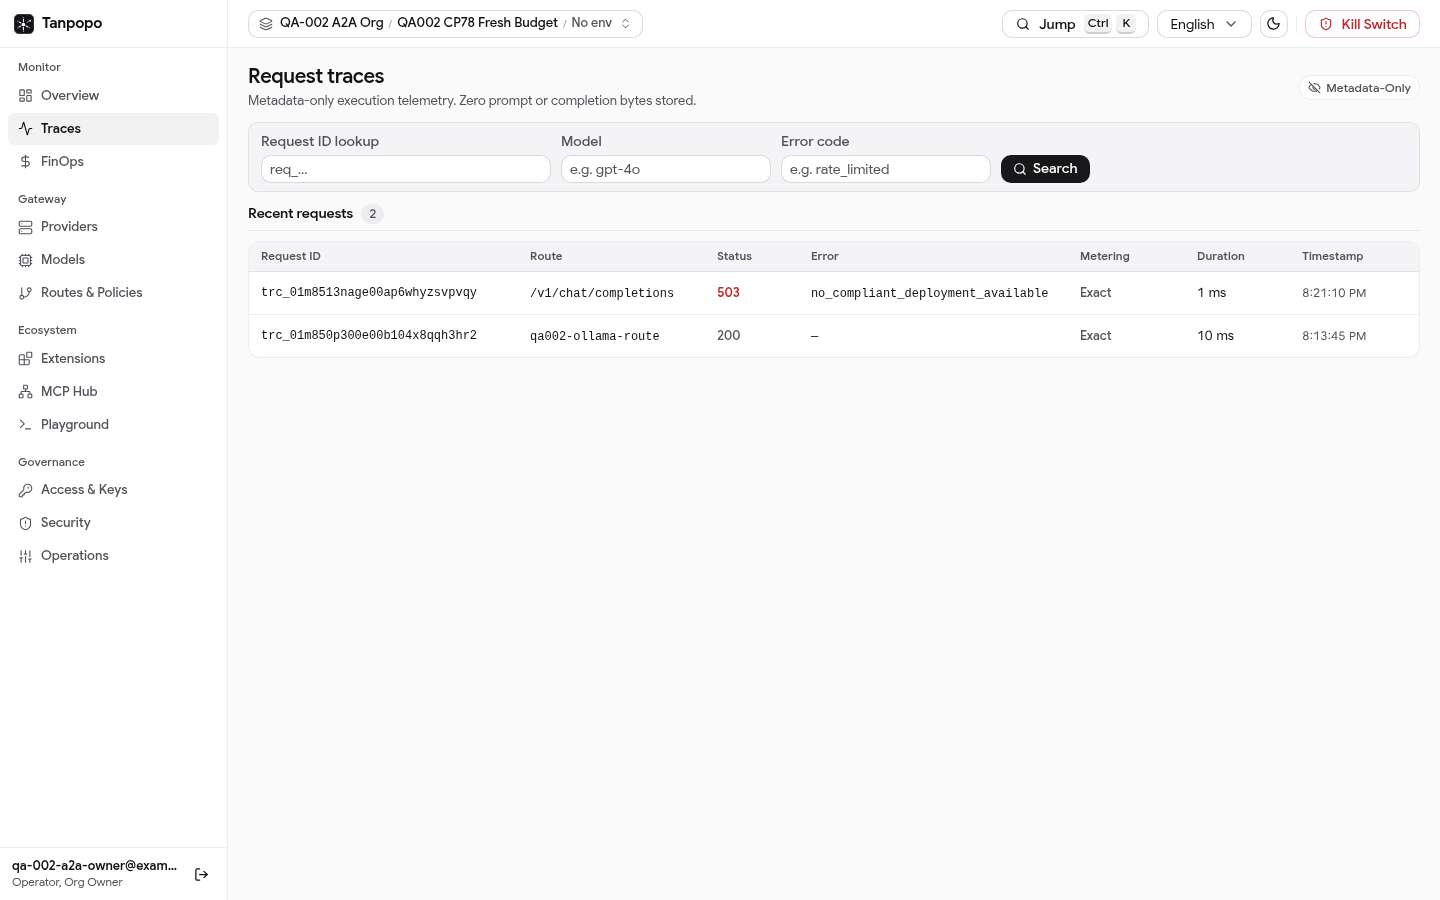 Tanpopo
QA-002 A2A Org / QA002 CP78 Fresh Budget / No env
Jump Ctrl K
English
Kill Switch
Monitor
Overview
Traces
FinOps
Gateway
Providers
Models
Routes & Policies
Ecosystem
Extensions
MCP Hub
Playground
Governance
Access & Keys
Security
Operations
qa-002-a2a-owner@exam...
Operator, Org Owner
Request traces
Metadata-only execution telemetry. Zero prompt or completion bytes stored.
Metadata-Only
Request ID lookup Model Error code
req_... e.g. gpt-4o e.g. rate_limited Search
Recent requests 2
Request ID Route Status Error Metering Duration Timestamp
trc_01m8513nage00ap6whyzsvpvqy /v1/chat/completions 503 no_compliant_deployment_available Exact 1 ms 8:21:10 PM
trc_01m850p300e00b104x8qqh3hr2 qa002-ollama-route 200 — Exact 10 ms 8:13:45 PM